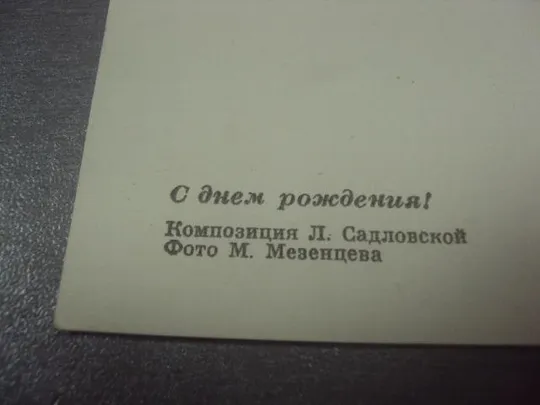 С днем рождения!
Композиция Л. Садловской
Фото М. Мезенцева